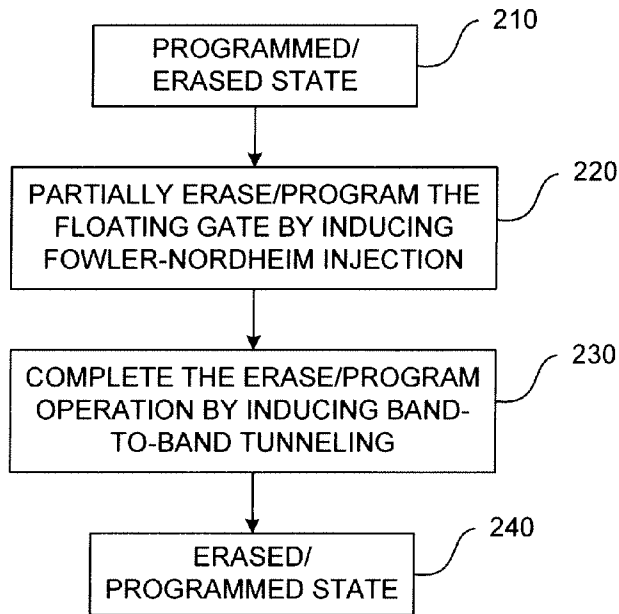 210
PROGRAMMED/
ERASED STATE
220
PARTIALLY ERASE/PROGRAM THE
FLOATING GATE BY INDUCING
FOWLER-NORDHEIM INJECTION
230
COMPLETE THE ERASE/PROGRAM
OPERATION BY INDUCING BAND-
TO-BAND TUNNELING
240
ERASED/
PROGRAMMED STATE